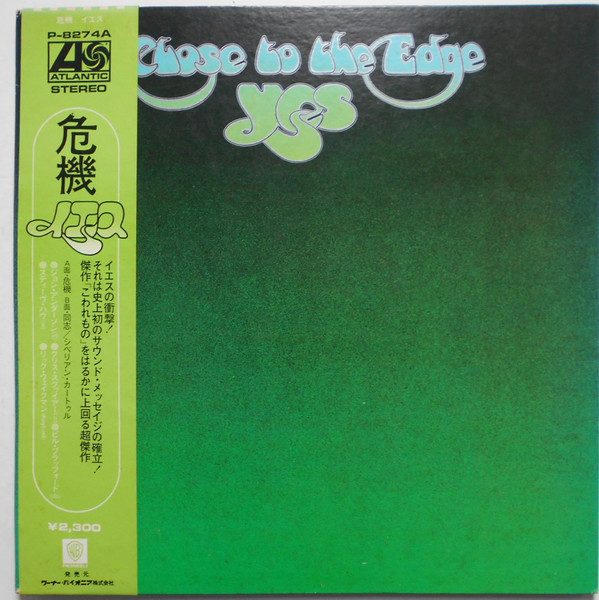 危機 イエス
P-8274A
ATLANTIC
STEREO
危機
イエス
Close to the Edge
yes
イエスの衝撃!
それは史上初のサウンド・メッセイジの確立!
傑作「こわれもの」をはるかに上回る超傑作
A面・危機 B面・同志/シベリアン・カートゥル
¥2,300
発売元
ワーナー・パイオニア株式会社